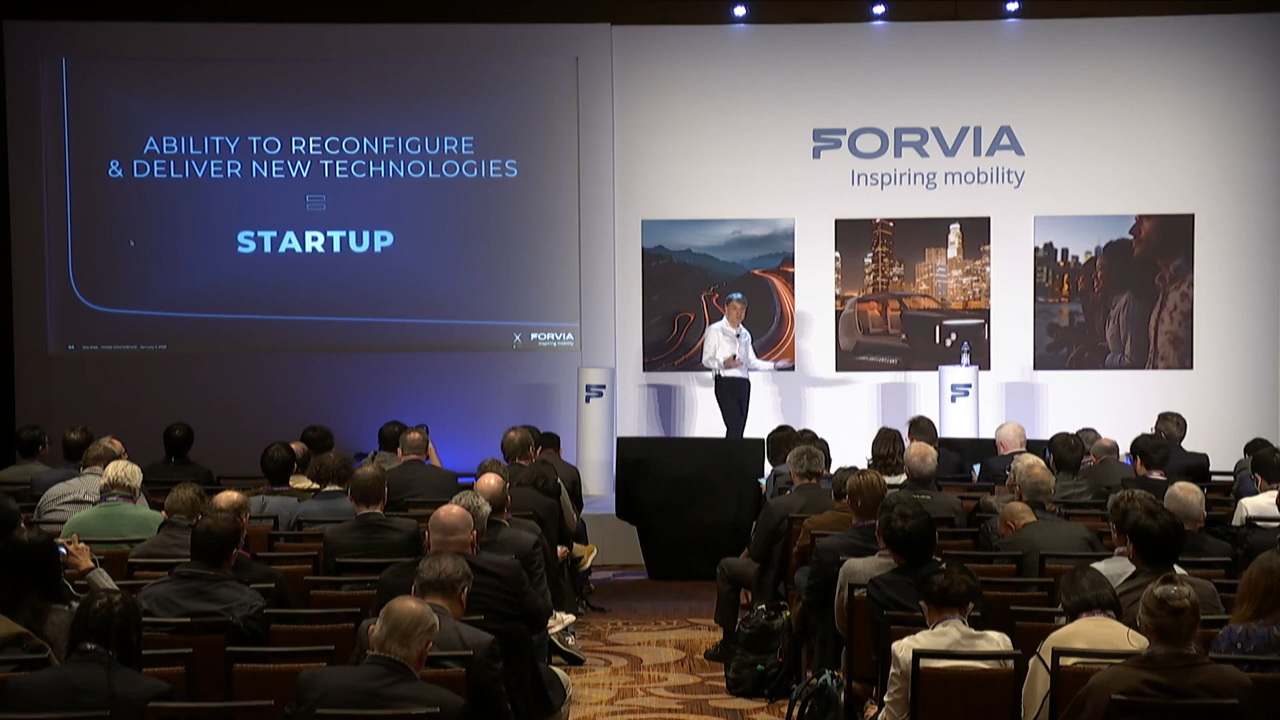 ABILITY TO RECONFIGURE
& DELIVER NEW TECHNOLOGIES
=
STARTUP
FORVIA
Inspiring mobility
FORVIA
Inspiring mobility